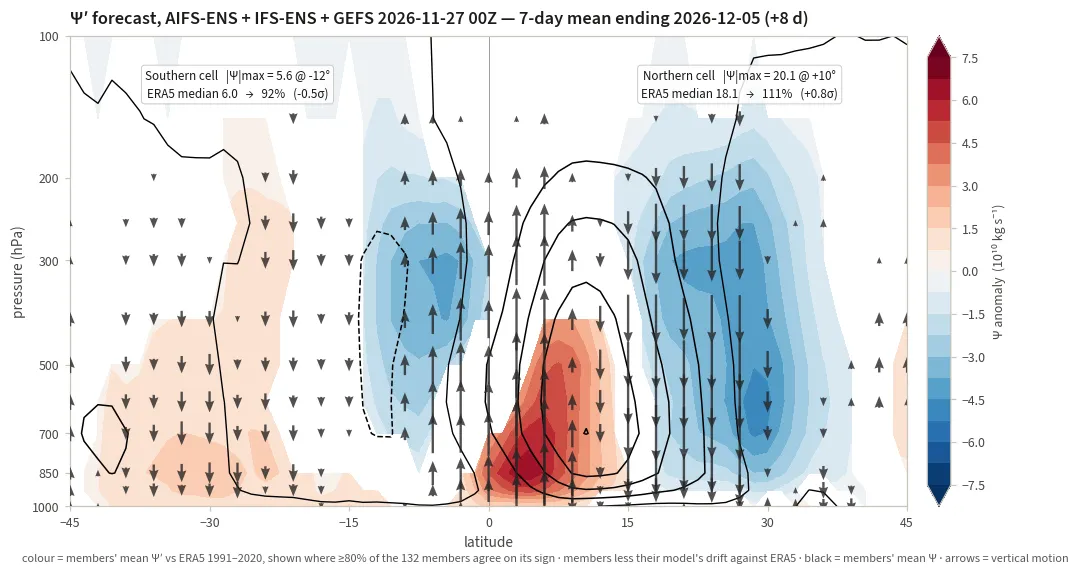 Ψ′ forecast, AIFS-ENS + IFS-ENS + GEFS 2026-11-27 00Z — 7-day mean ending 2026-12-05 (+8 d)
Southern cell |Ψ|max = 5.6 @ -12°
ERA5 median 6.0 → 92% (-0.5σ)
Northern cell |Ψ|max = 20.1 @ +10°
ERA5 median 18.1 → 111% (+0.8σ)
pressure (hPa)
100
200
300
500
700
850
1000
−45
−30
−15
0
15
30
45
latitude
7.5
6.0
4.5
3.0
1.5
0.0
−1.5
−3.0
−4.5
−6.0
−7.5
Ψ anomaly (10¹⁰ kg s⁻¹)
colour = members' mean Ψ′ vs ERA5 1991–2020, shown where ≥80% of the 132 members agree on its sign · members less their model's drift against ERA5 · black = members' mean Ψ · arrows = vertical motion